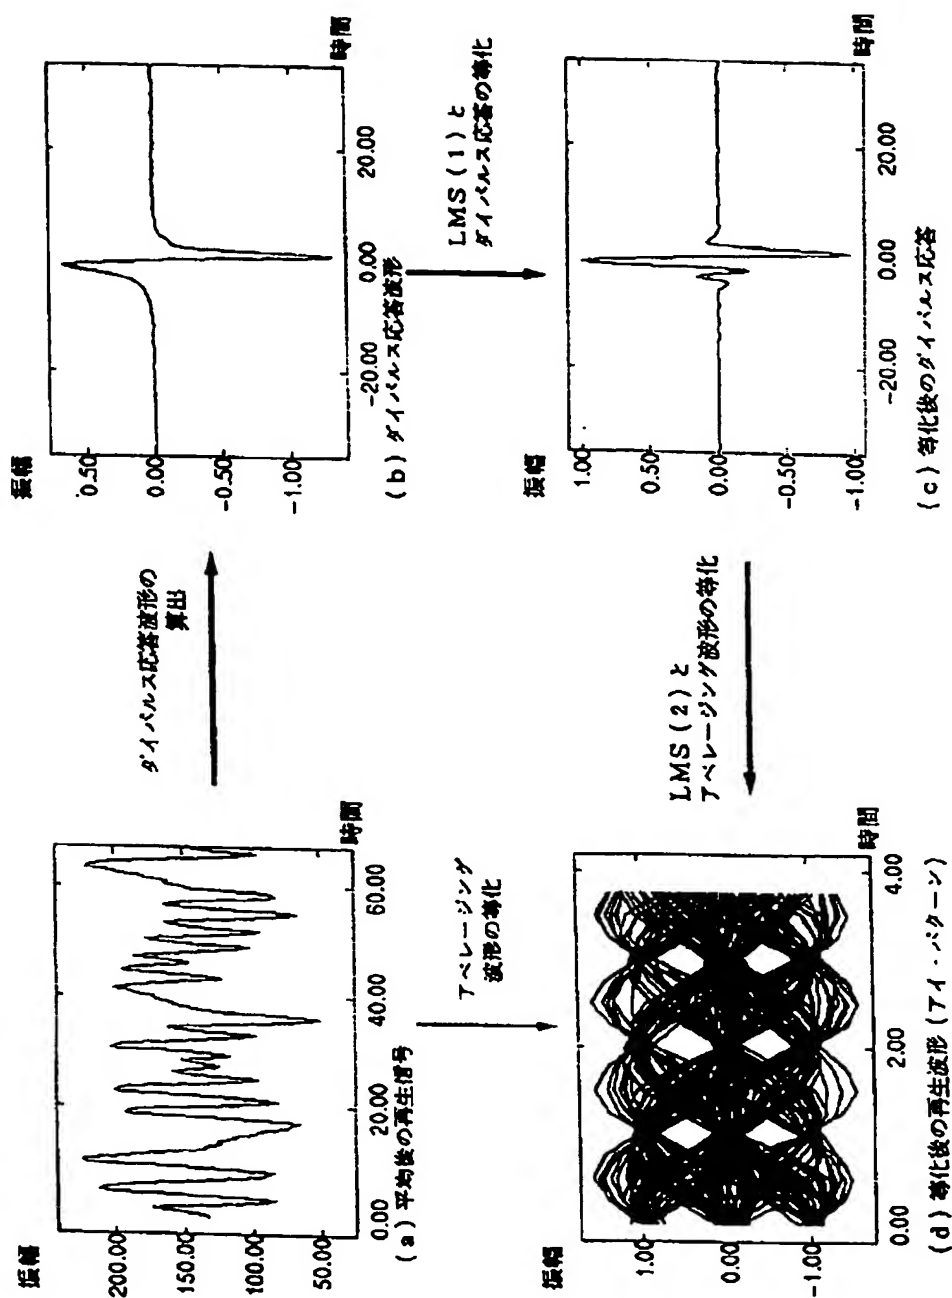 振幅
200.00
150.00
100.00
50.00
0.00
20.00
40.00
60.00
時間
(a) 平均後の再生信号
ダイパルス応答波形の
算出
振幅
0.50
0.00
-0.50
-1.00
-20.00
0.00
20.00
時間
(b) ダイパルス応答波形
アベレージング
波形の等化
LMS (1) と
ダイパルス応答の等化
振幅
1.00
0.00
-1.00
0.00
2.00
4.00
時間
(d) 等化後の再生波形 (アイ・パターン)
LMS (2) と
アベレージング波形の等化
振幅
1.00
0.50
0.00
-0.50
-1.00
-20.00
0.00
20.00
時間
(c) 等化後のダイパルス応答